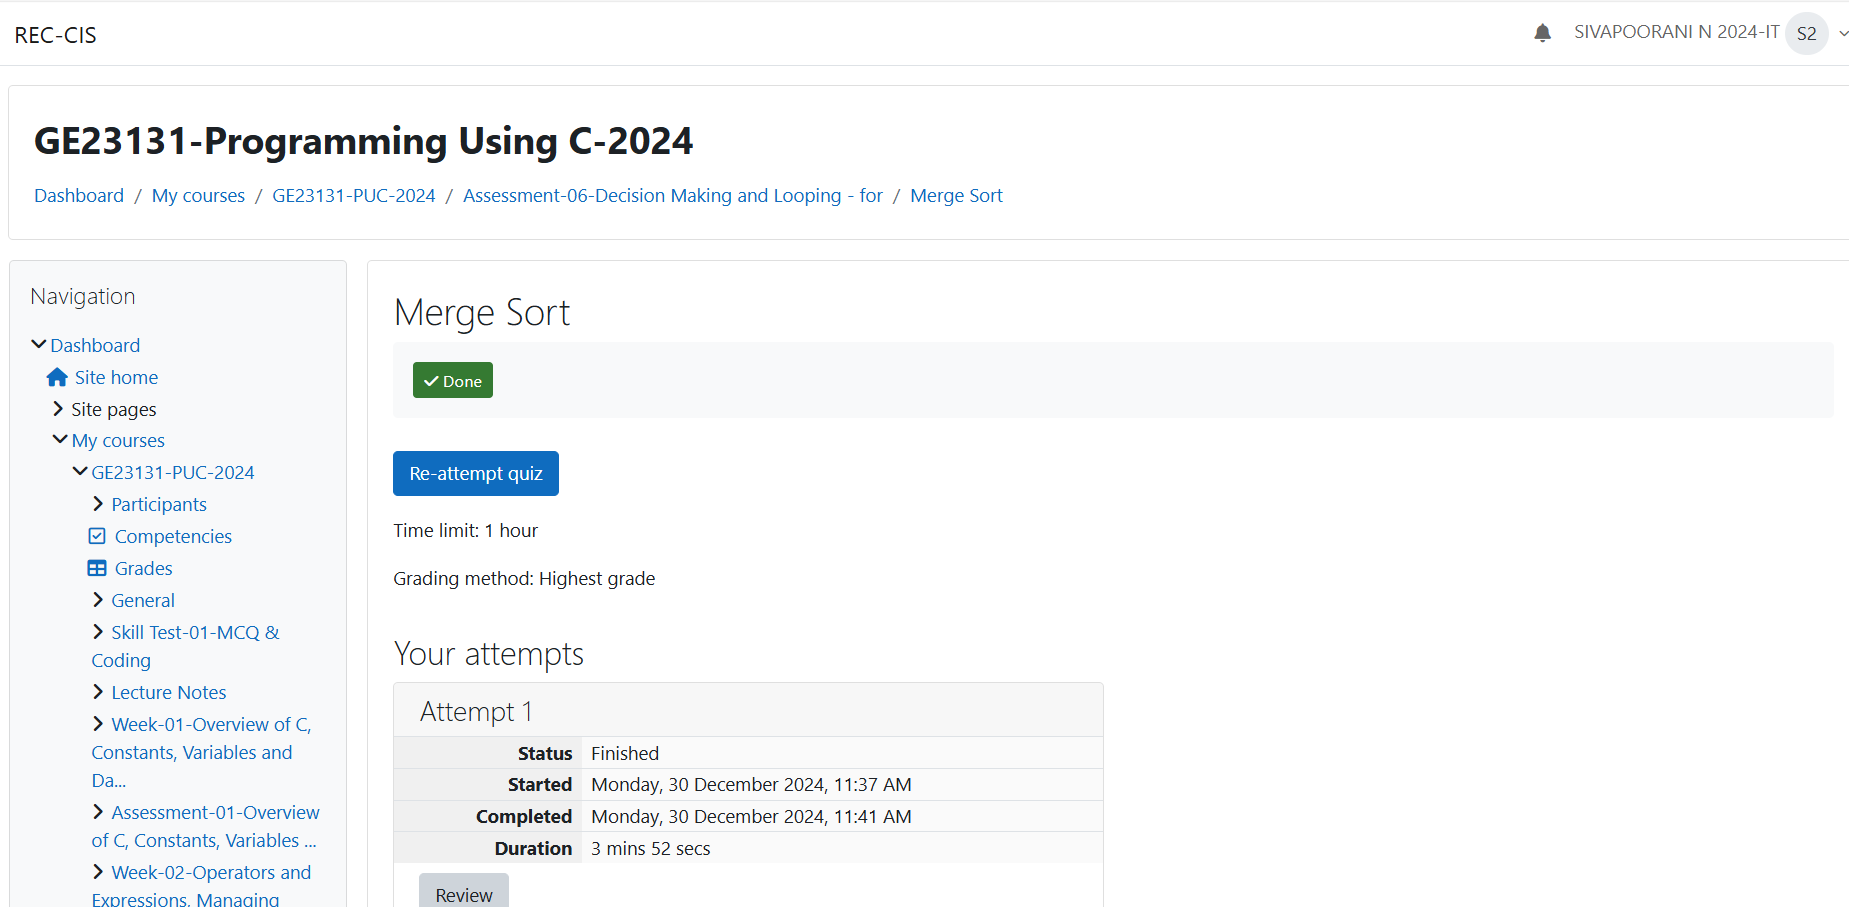 REC-CIS
SIVAPOORANI N 2024-IT S2
GE23131-Programming Using C-2024
Dashboard / My courses / GE23131-PUC-2024 / Assessment-06-Decision Making and Looping - for / Merge Sort
Navigation
Dashboard
Site home
Site pages
My courses
GE23131-PUC-2024
Participants
Competencies
Grades
General
Skill Test-01-MCQ &
Coding
Lecture Notes
Week-01-Overview of C,
Constants, Variables and
Da...
Assessment-01-Overview
of C, Constants, Variables ...
Week-02-Operators and
Expressions, Managing
Merge Sort
Done
Re-attempt quiz
Time limit: 1 hour
Grading method: Highest grade
Your attempts
Attempt 1
Status Finished
Started Monday, 30 December 2024, 11:37 AM
Completed Monday, 30 December 2024, 11:41 AM
Duration 3 mins 52 secs
Review